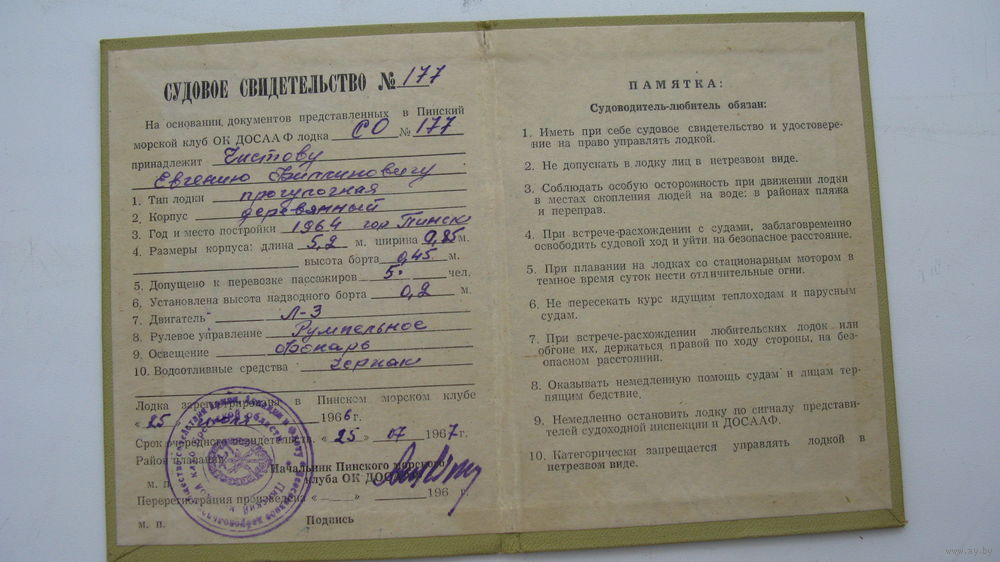 СУДОВОЕ СВИДЕТЕЛЬСТВО № 177
На основании документов представленных в Пинский
морской клуб ОК ДОСААФ лодка СО № 177
принадлежит Чистову
Евгению
1. Тип лодки прогулочная
2. Корпус деревянный
3. Год и место постройки 1964 гор Пинск
4. Размеры корпуса: длина 5,2 м. ширина 0,85 м.
высота борта 0,45 м.
5. Допущено к перевозке пассажиров 5 чел.
6. Установлена высота надводного борта 0,2 м.
7. Двигатель Л-3
8. Рулевое управление Румпельное
9. Освещение Фонарь
10. Водоотливные средства Черпак
Лодка зарегистрирована в Пинском морском клубе
« 25 июля 1966 г.
Срок очередного освидетельств. « 25 » 07 1967 г.
Район плавания
Начальник Пинского морского
м. п. клуба ОК ДОСААФ
Перерегистрация произведена « » 196 г.
м. п. Подпись
ПАМЯТКА:
Судоводитель-любитель обязан:
1. Иметь при себе судовое свидетельство и удостовере-
ние на право управлять лодкой.
2. Не допускать в лодку лиц в нетрезвом виде.
3. Соблюдать особую осторожность при движении лодки
в местах окопления людей на воде: в районах пляжа
и переправ.
4. При встрече-расхождении с судами, заблаговременно
освободить судовой ход и уйти на безопасное расстояние.
5. При плавании на лодках со стационарным мотором в
темное время суток нести отличительные огни.
6. Не пересекать курс идущим теплоходам и парусным
судам.
7. При встрече-расхождении любительских лодок или
обгоне их, держаться правой по ходу стороны, на без-
опасном расстоянии.
8. Оказывать немедленную помощь судам и лицам тер-
пящим бедствие.
9. Немедленно остановить лодку по сигналу представи-
телей судоходной инспекции и ДОСААФ.
10. Категорически запрещается управлять лодкой в
нетрезвом виде.
www.ay.by